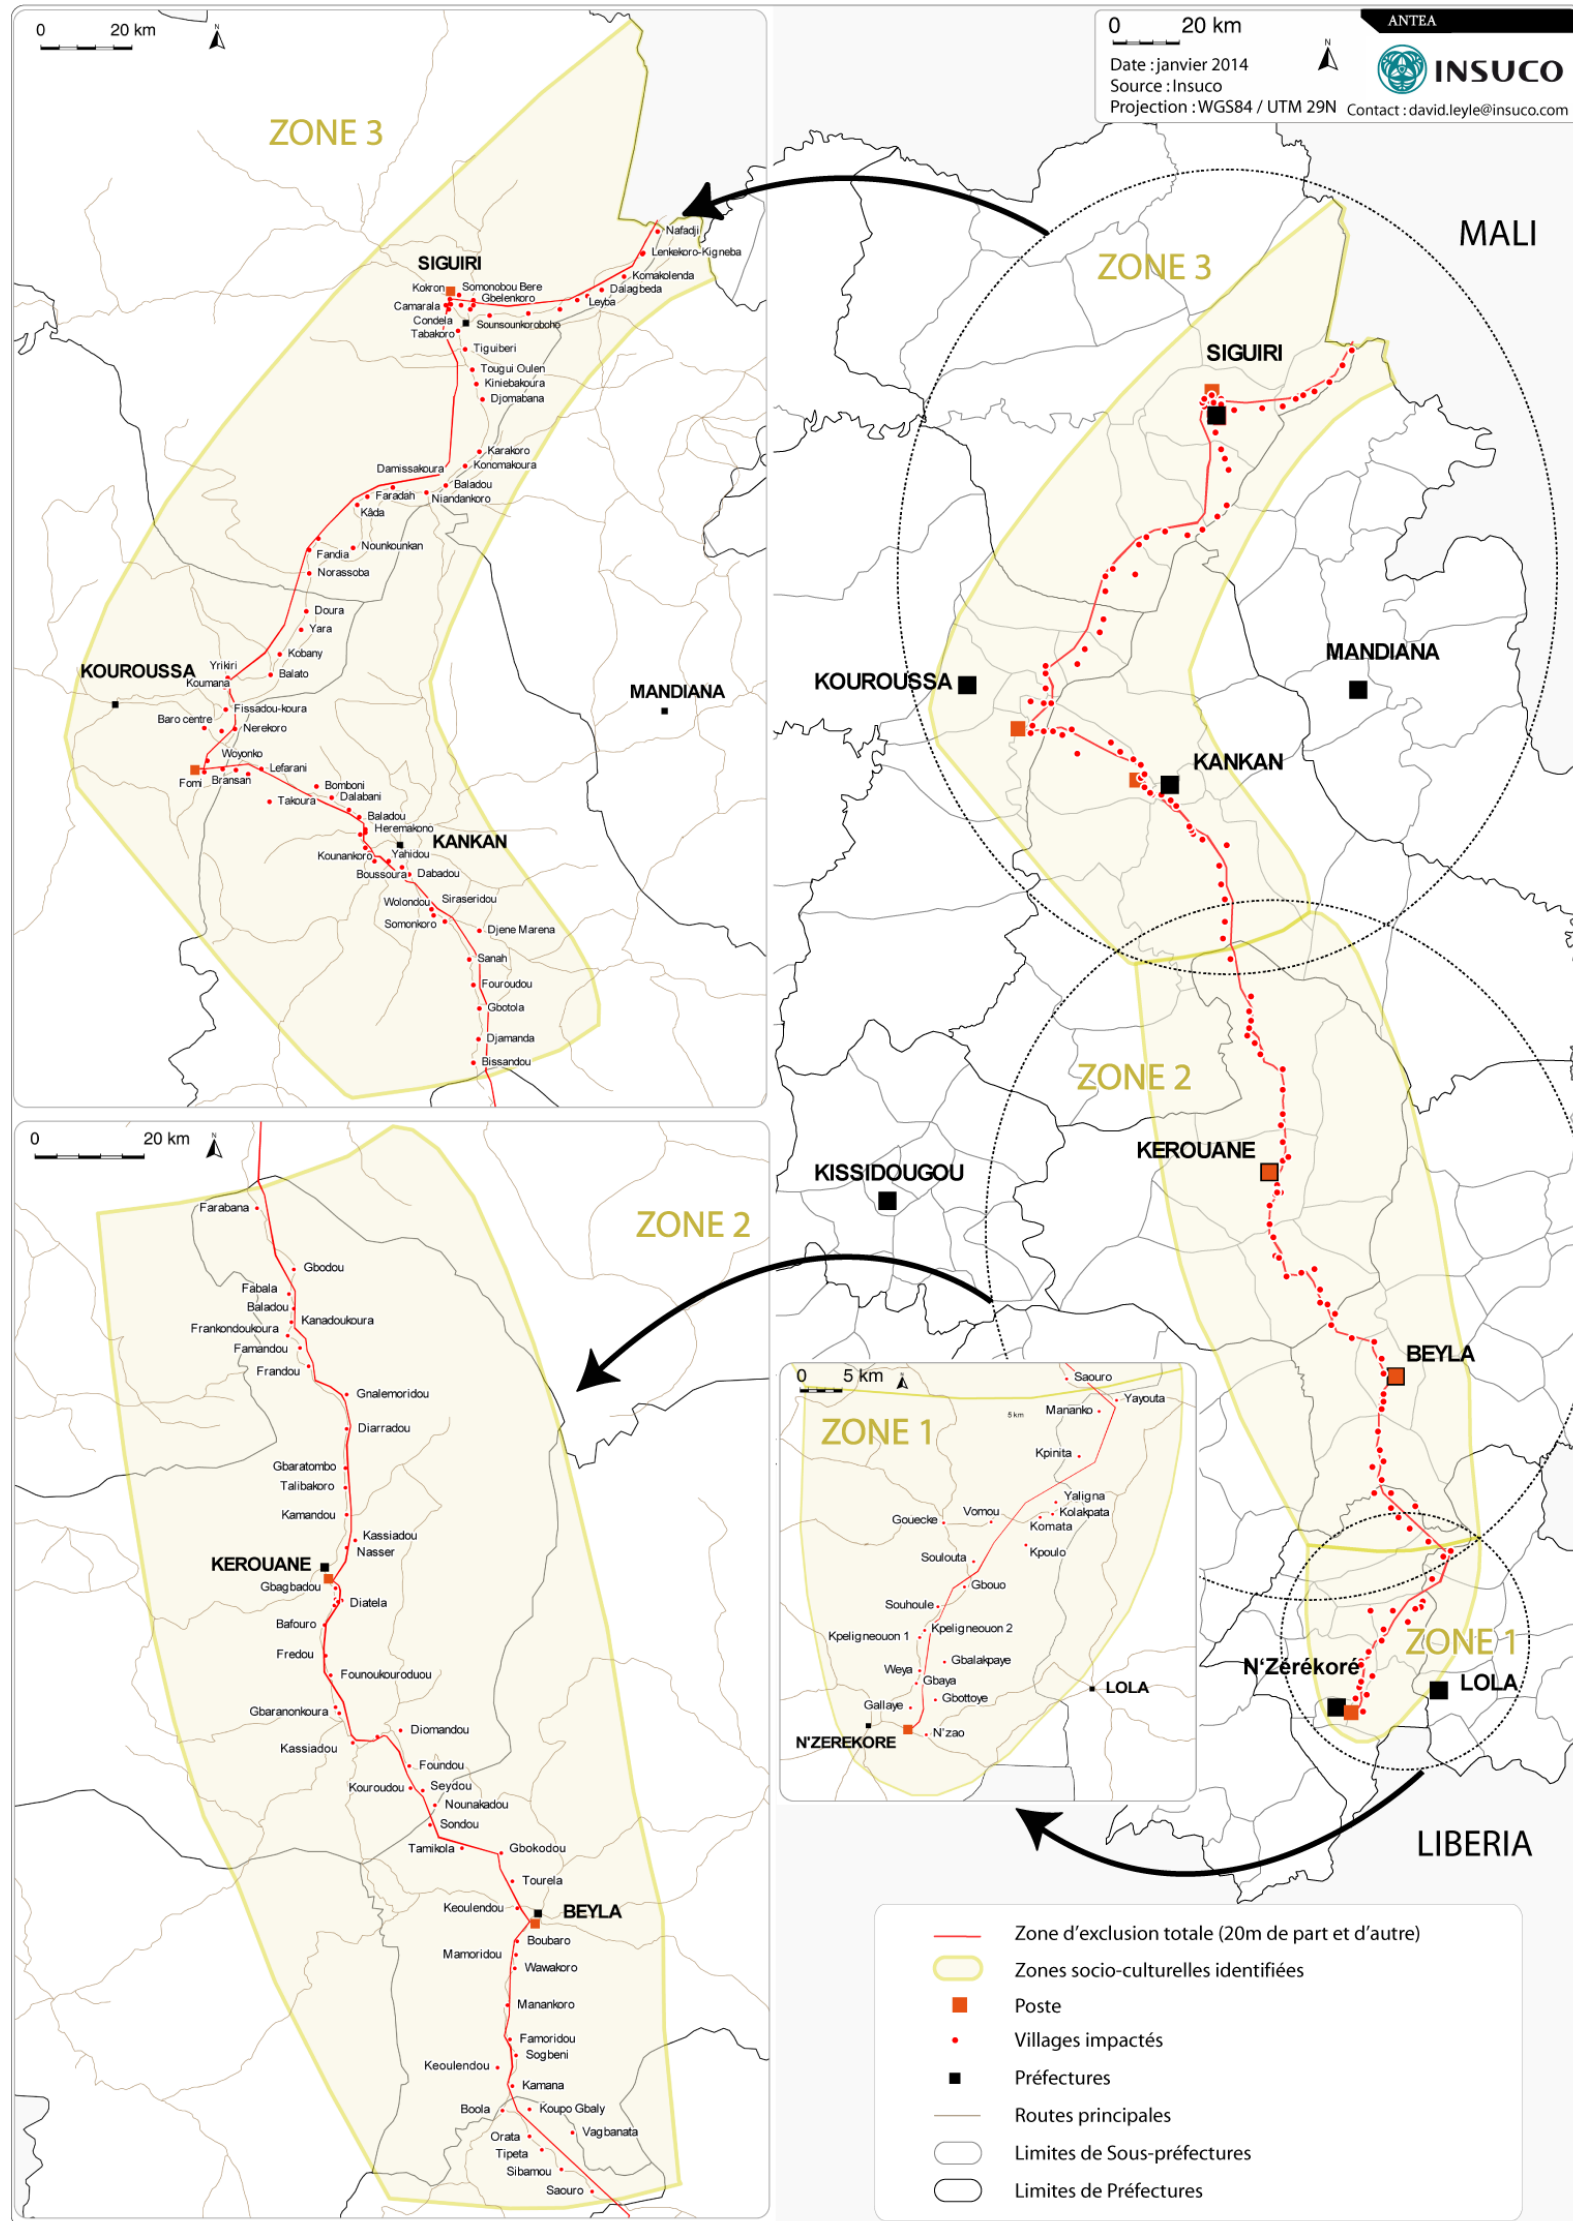 0 20 km
N
ZONE 3
Nafadji
Lenkekoro-Kigneba
SIGUIRI
Komakolenda
Kokron
Somonobou Bere
Dalagbeda
Gbelenkoro
Leyba
Camarala
Condela
Sounsounkoroboho
Tabakoro
Tiguiberi
Tougui Oulen
Kiniebakoura
Djomabana
Karakoro
Damissakoura
Konomakoura
Baladou
Faradah
Niandankoro
Kâda
Nounkounkan
Fandia
Norassoba
Doura
Yara
Kobany
Yrikiri
KOUROUSSA
Balato
Koumana
MANDIANA
Fissadou-koura
Baro centre
Nerekoro
Woyonko
Lefarani
Fomi
Bransan
Bomboni
Dalabani
Takoura
Baladou
Heremakono
KANKAN
Kounankoro
Yahidou
Boussoura
Dabadou
Siraseridou
Wolondou
Somonkoro
Djene Marena
Sanah
Fouroudou
Gbotola
Djamanda
Bissandou
0 20 km
N
ZONE 2
Farabana
Gbodou
Fabala
Baladou
Kanadoukoura
Frankondoukoura
Famandou
Frandou
Gnalemoridou
Diarradou
Gbaratombo
Talibakoro
Kamandou
Kassiadou
Nasser
KEROUANE
Gbagbadou
Diatela
Bafouro
Fredou
Founoukouroduou
Gbaranonkoura
Diomandou
Kassiadou
Foundou
Kouroudou
Seydou
Nounakadou
Sondou
Tamikola
Gbokodou
Tourela
Keoulendou
BEYLA
Boubaro
Mamoridou
Wawakoro
Manankoro
Famoridou
Sogbeni
Keoulendou
Kamana
Boola
Koupo Gbaly
Vagbanata
Orata
Tipeta
Sibamou
Saouro
0 20 km
N
ANTEA
INSUCO
Date : janvier 2014
Source : Insuco
Projection : WGS84 / UTM 29N
Contact : david.leyle@insuco.com
MALI
ZONE 3
SIGUIRI
MANDIANA
KOUROUSSA
KANKAN
ZONE 2
KEROUANE
KISSIDOUGOU
BEYLA
ZONE 1
N'Zérékoré
LOLA
LIBERIA
0 5 km
N
Saouro
Yayouta
Mananko
5 km
ZONE 1
Kpinita
Yaligna
Vomou
Kolakpata
Gouecke
Komata
Kpoulo
Soulouta
Gbouo
Souhoule
Kpeligneouon 2
Kpeligneouon 1
Gbalakpaye
Weya
Gbaya
LOLA
Gbottoye
Gallaye
N'zao
N'ZEREKORE
Zone d'exclusion totale (20m de part et d'autre)
Zones socio-culturelles identifiées
Poste
Villages impactés
Préfectures
Routes principales
Limites de Sous-préfectures
Limites de Préfectures